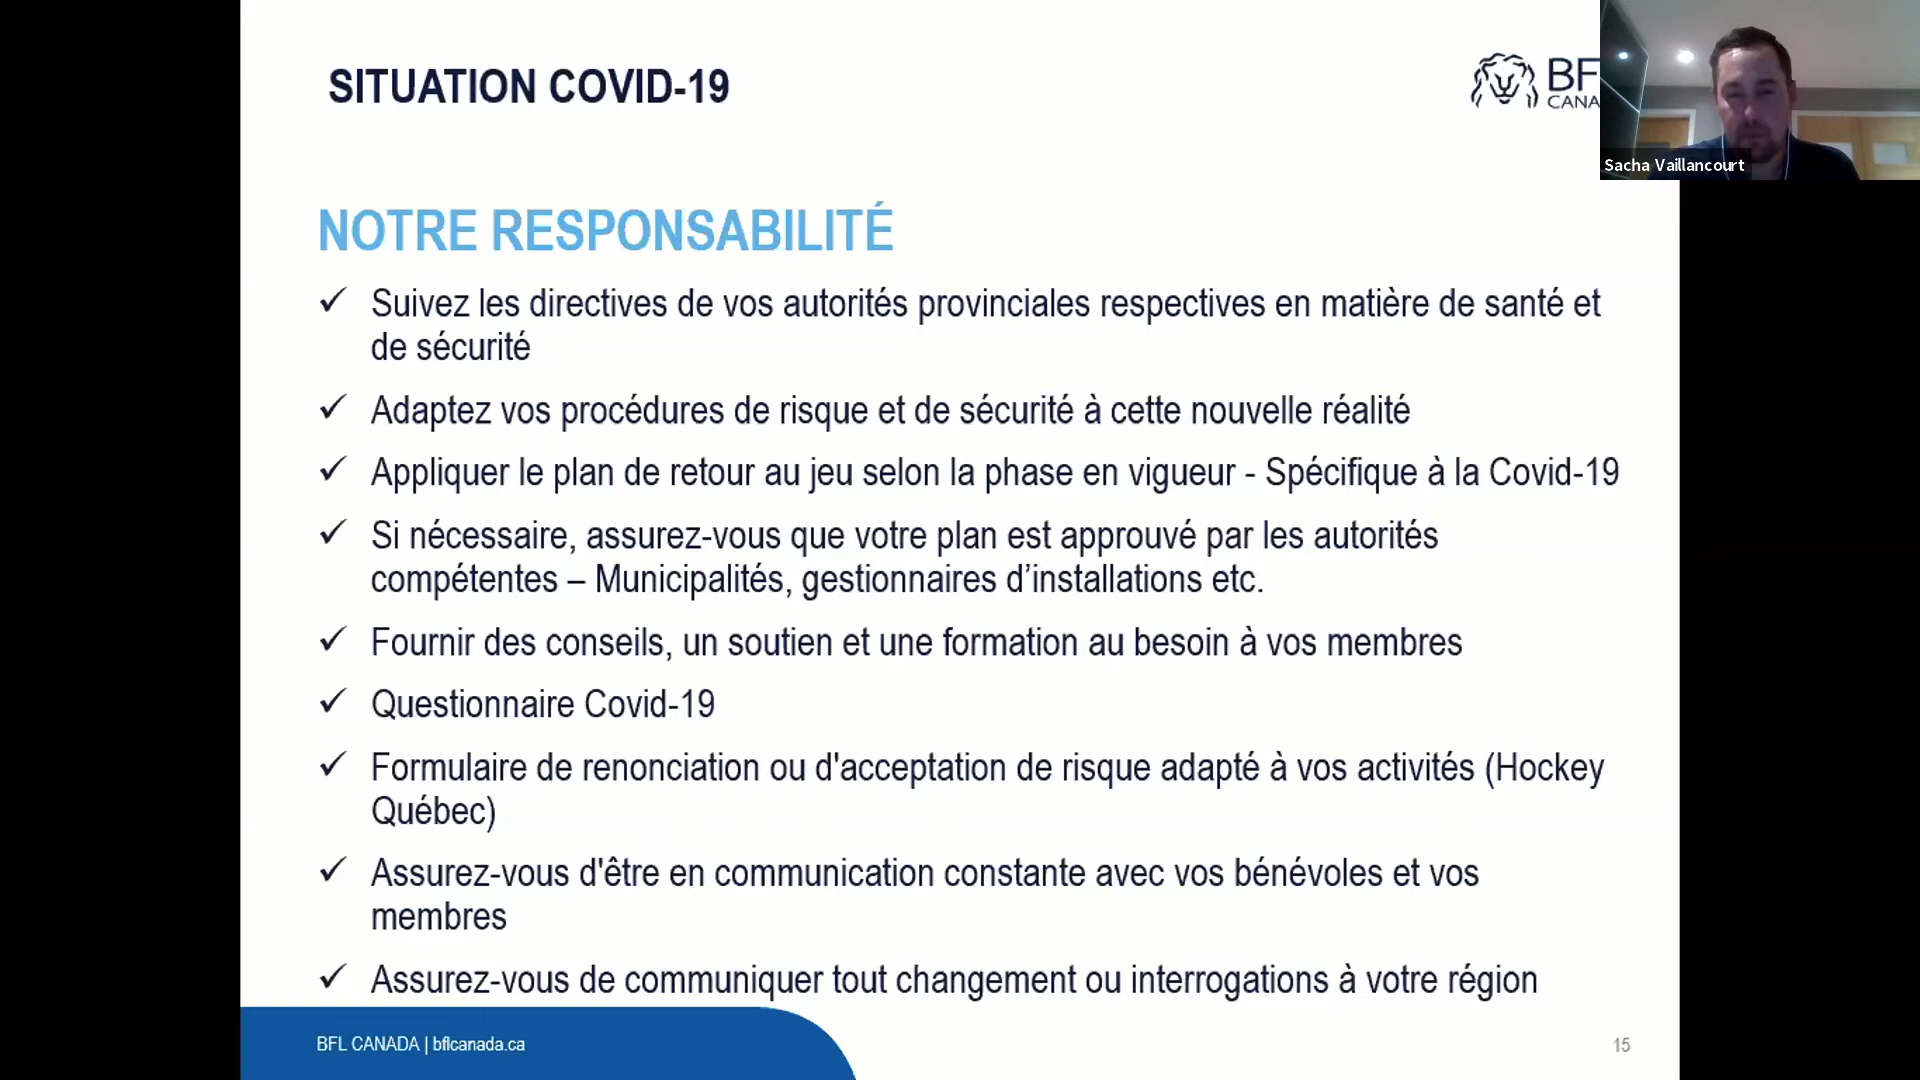 SITUATION COVID-19
BF
CANA
Sacha Vaillancourt
NOTRE RESPONSABILITÉ
✓ Suivez les directives de vos autorités provinciales respectives en matière de santé et
de sécurité
✓ Adaptez vos procédures de risque et de sécurité à cette nouvelle réalité
✓ Appliquer le plan de retour au jeu selon la phase en vigueur - Spécifique à la Covid-19
✓ Si nécessaire, assurez-vous que votre plan est approuvé par les autorités
compétentes – Municipalités, gestionnaires d’installations etc.
✓ Fournir des conseils, un soutien et une formation au besoin à vos membres
✓ Questionnaire Covid-19
✓ Formulaire de renonciation ou d'acceptation de risque adapté à vos activités (Hockey
Québec)
✓ Assurez-vous d'être en communication constante avec vos bénévoles et vos
membres
✓ Assurez-vous de communiquer tout changement ou interrogations à votre région
BFL CANADA | bflcanada.ca
15